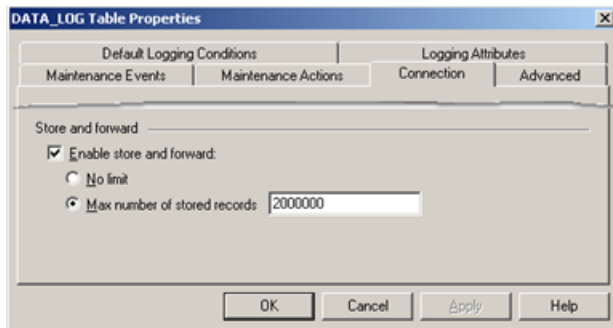 DATA_LOG Table Properties
Default Logging Conditions Logging Attributes
Maintenance Events Maintenance Actions Connection Advanced
Store and forward
Enable store and forward:
No limit
Max number of stored records 2000000
OK Cancel Apply Help